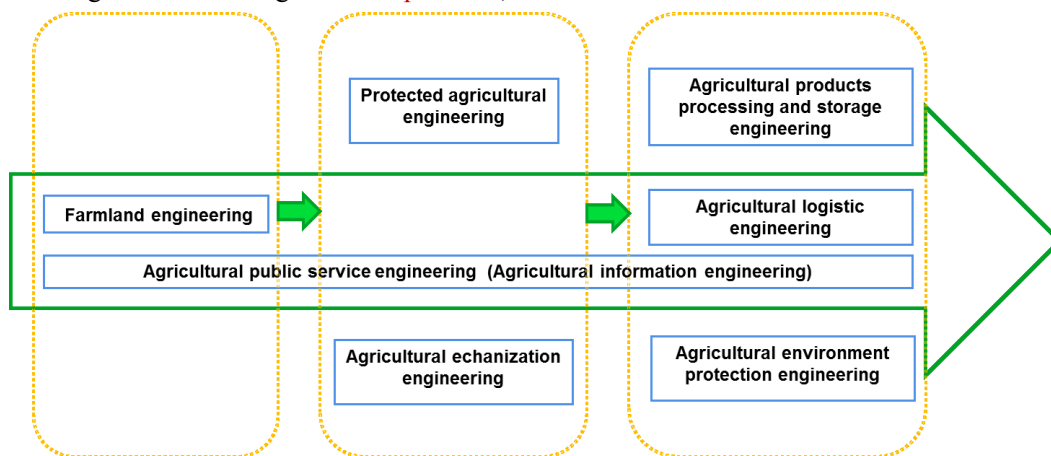 Protected agricultural
engineering
Agricultural products
processing and storage
engineering
Farmland engineering
Agricultural logistic
engineering
Agricultural public service engineering (Agricultural information engineering)
Agricultural echanization
engineering
Agricultural environment
protection engineering